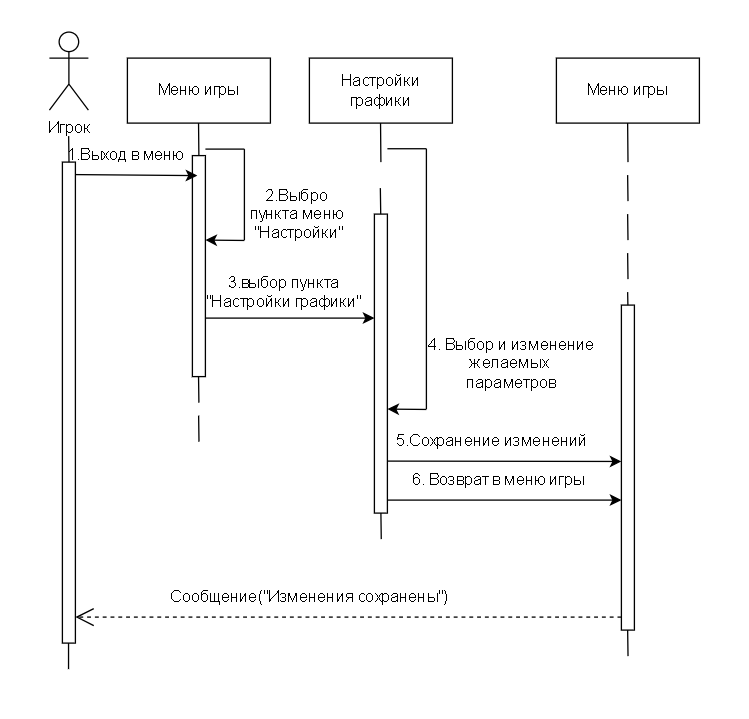 Меню игры
Настройки
графики
Меню игры
Игрок
1.Выход в меню
2.Выбро
пункта меню
"Настройки"
3.выбор пункта
"Настройки графики"
4. Выбор и изменение
желаемых
параметров
5.Сохранение изменений
6. Возврат в меню игры
Сообщение("Изменения сохранены")